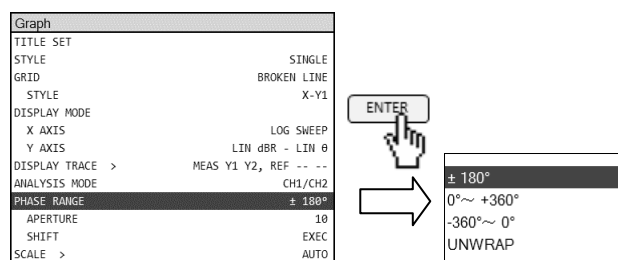 Graph
TITLE SET
STYLE SINGLE
GRID BROKEN LINE
STYLE X-Y1
DISPLAY MODE
X AXIS LOG SWEEP
Y AXIS LIN dBR - LIN θ
DISPLAY TRACE > MEAS Y1 Y2, REF -- --
ANALYSIS MODE CH1/CH2
PHASE RANGE ± 180°
APERTURE 10
SHIFT EXEC
SCALE > AUTO
ENTER
± 180°
0°～ +360°
-360°～ 0°
UNWRAP